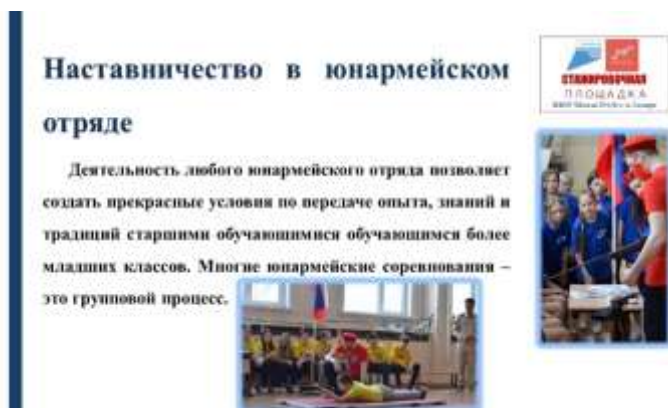 Наставничество в юнармейском
отряде
Деятельность любого юнармейского отряда позволяет
создать прекрасные условия по передаче опыта, знаний и
традиций старшими обучающимися обучающимся более
младших классов. Многие юнармейские соревнования –
это групповой процесс.
СТАЖИРОВОЧНАЯ
ПЛОЩАДКА